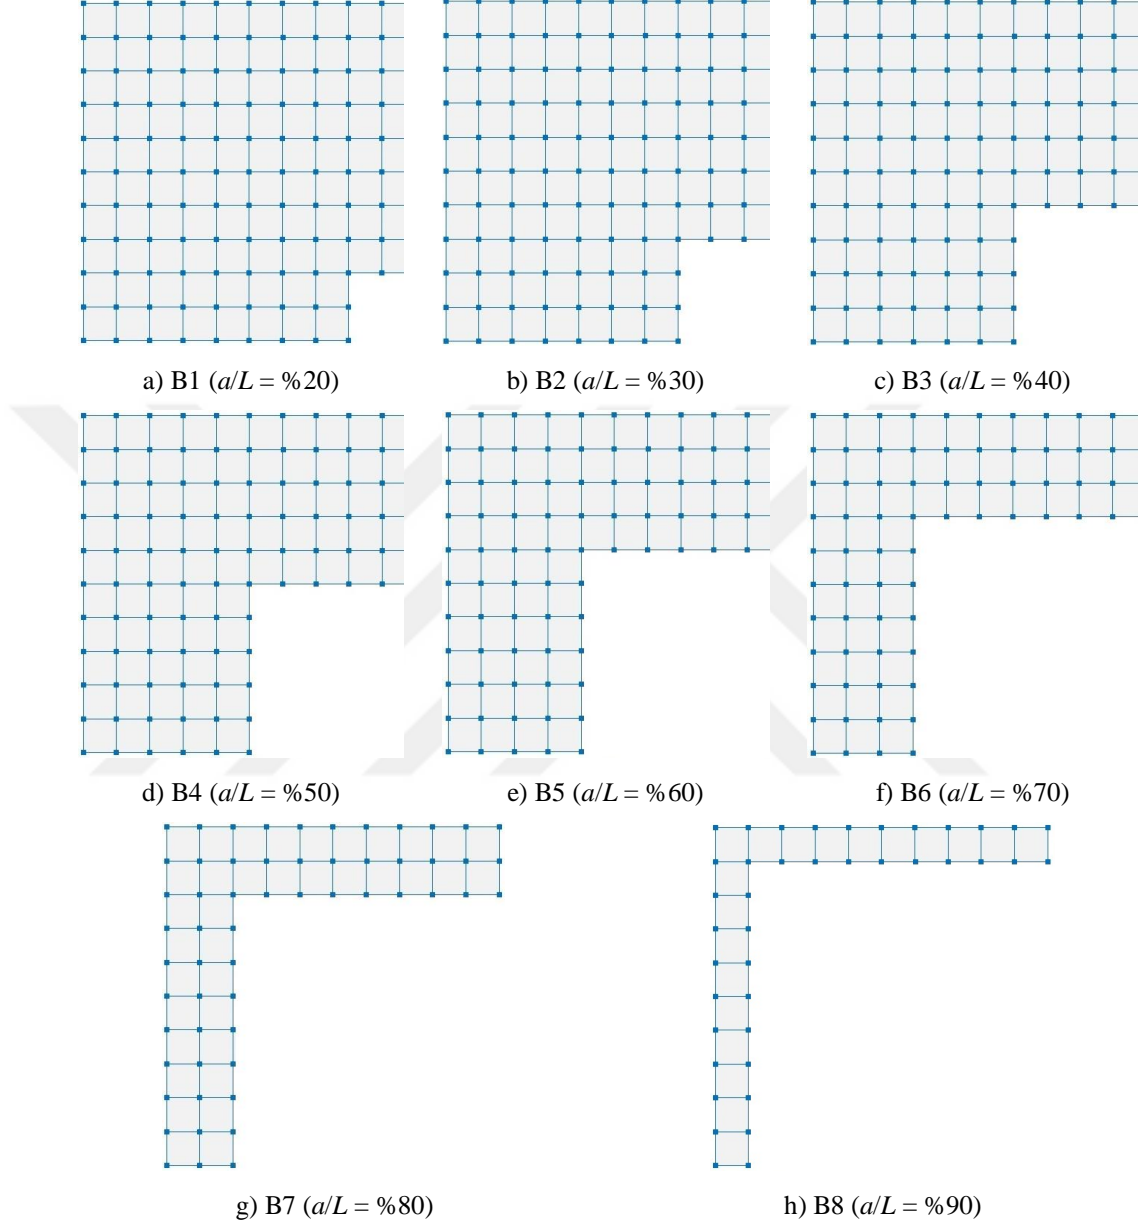 a) B1 (a/L = %20)
b) B2 (a/L = %30)
c) B3 (a/L = %40)
d) B4 (a/L = %50)
e) B5 (a/L = %60)
f) B6 (a/L = %70)
g) B7 (a/L = %80)
h) B8 (a/L = %90)